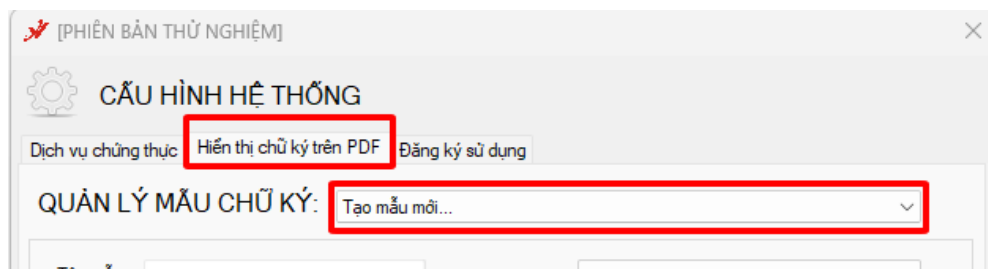 [PHIÊN BẢN THỬ NGHIỆM]
CẤU HÌNH HỆ THỐNG
Dịch vụ chứng thực Hiển thị chữ ký trên PDF Đăng ký sử dụng
QUẢN LÝ MẪU CHỮ KÝ: Tạo mẫu mới...